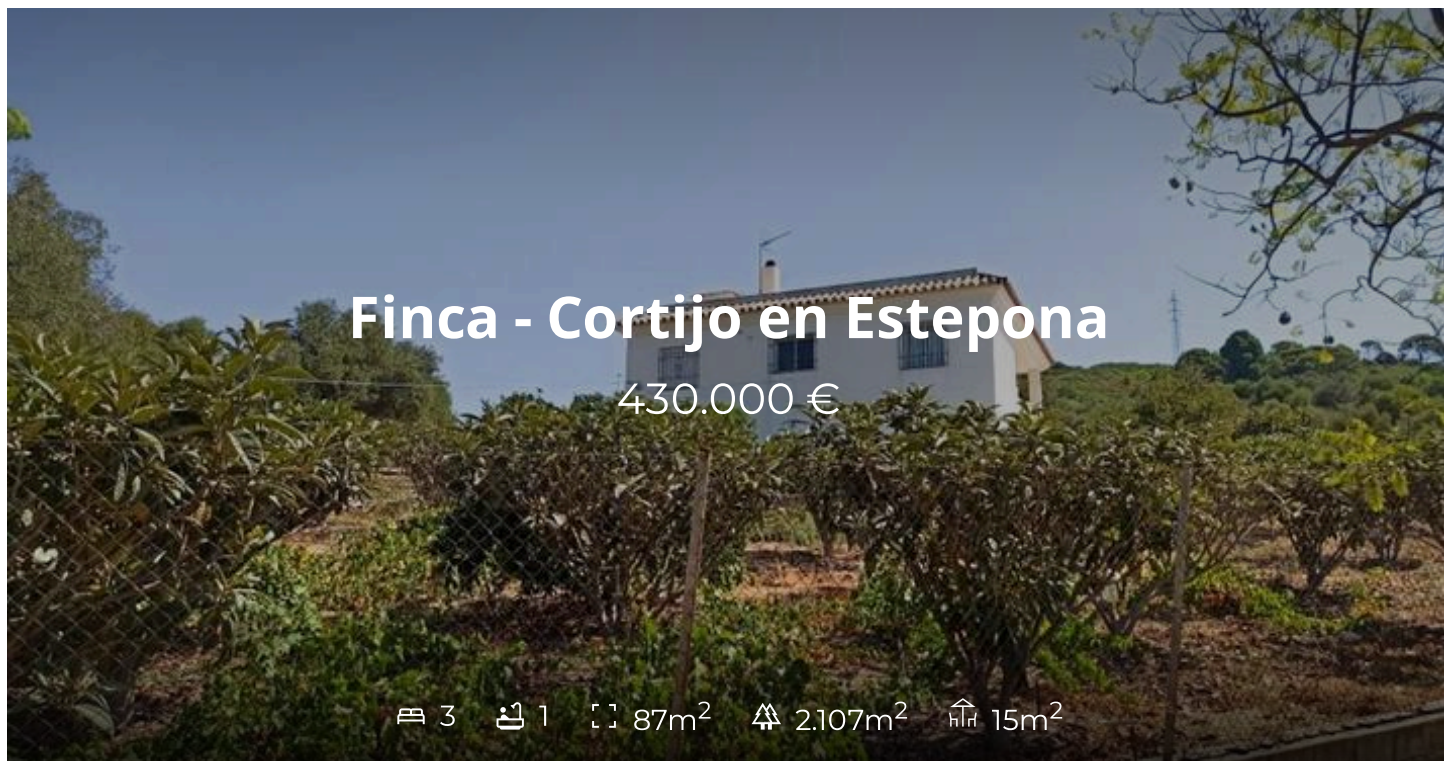 Finca - Cortijo en Estepona
430.000 €
3 1 87m² 2.107m² 15m²